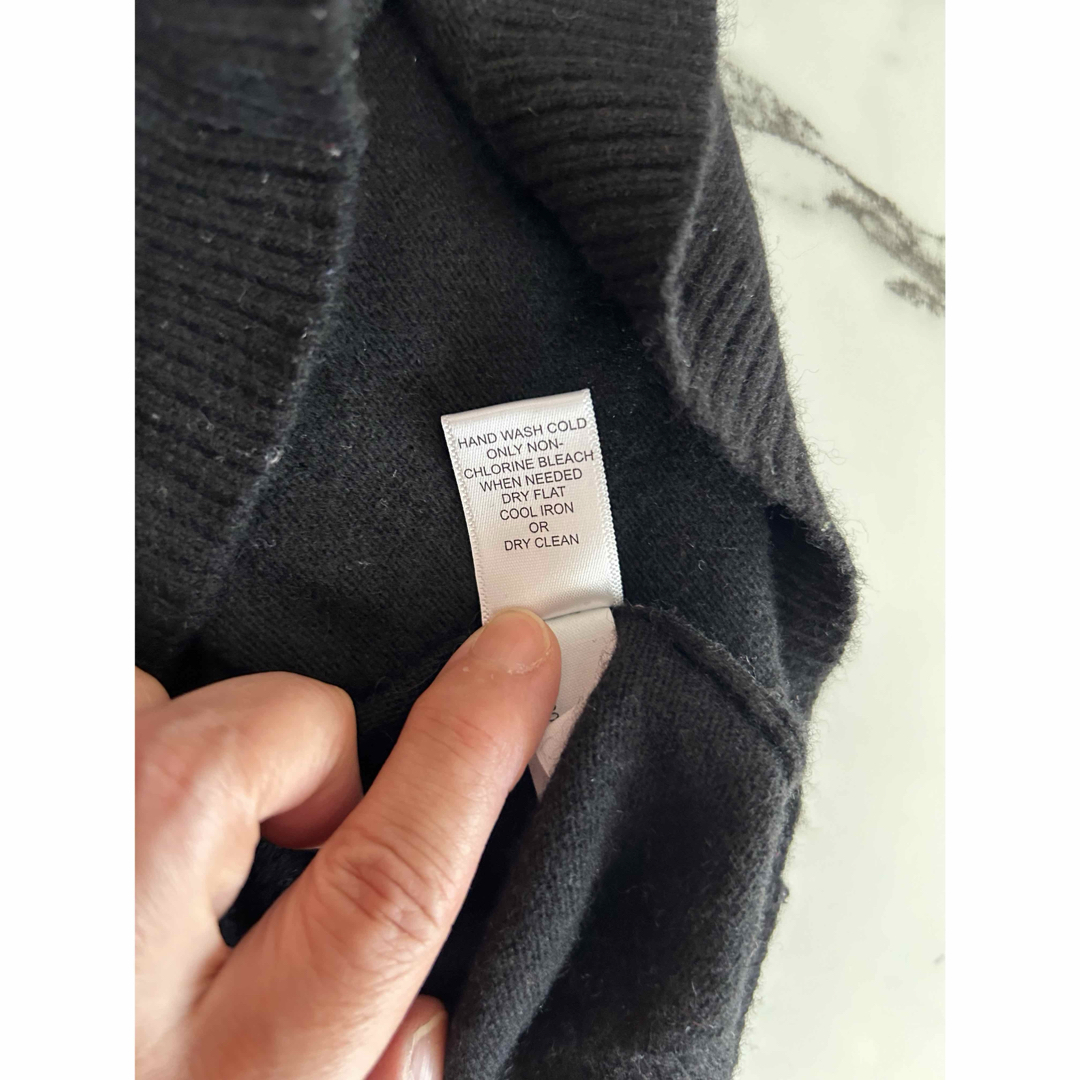 HAND WASH COLD
ONLY NON-
CHLORINE BLEACH
WHEN NEEDED
DRY FLAT
COOL IRON
OR
DRY CLEAN